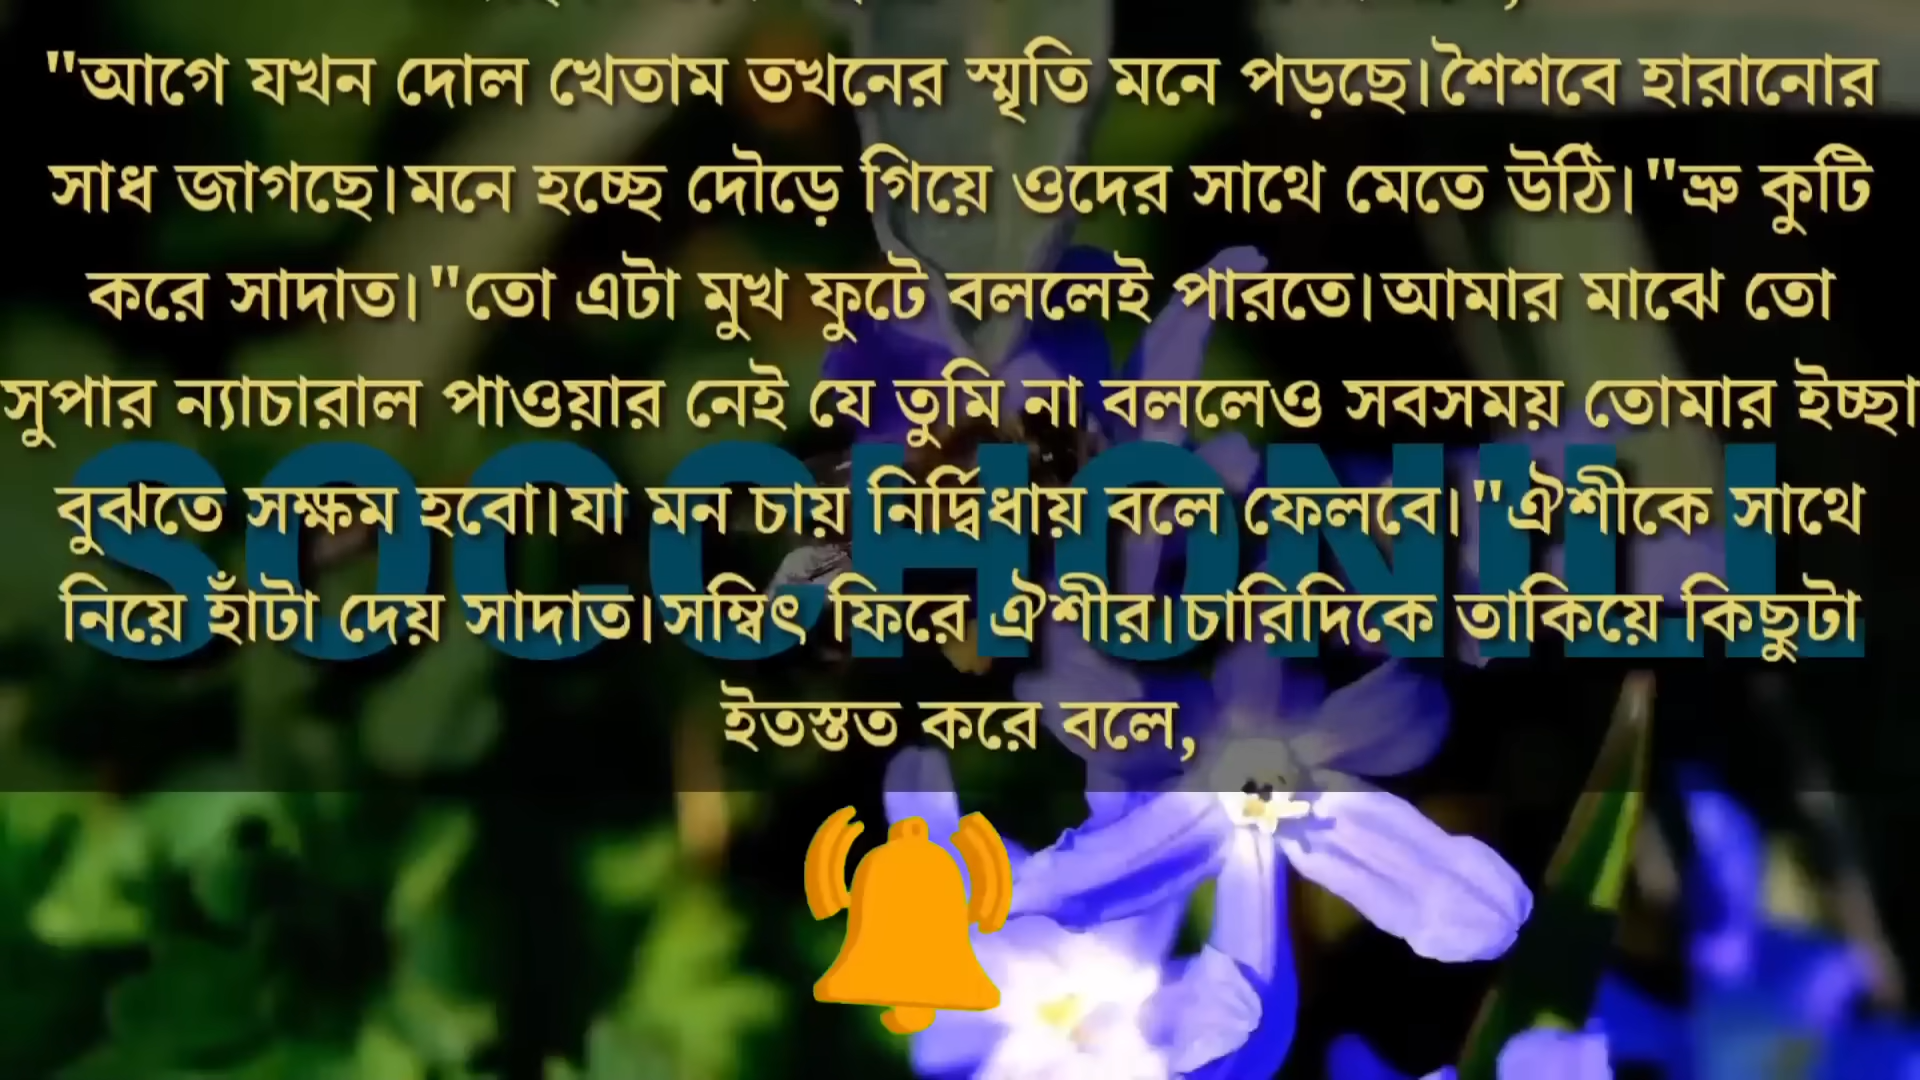 "আগে যখন দোল খেতাম তখনের স্মৃতি মনে পড়ছে।শৈশবে হারানোর
সাধ জাগছে।মনে হচ্ছে দৌড়ে গিয়ে ওদের সাথে মেতে উঠি।"ভ্রু কুটি
করে সাদাত।"তো এটা মুখ ফুটে বললেই পারতে।আমার মাঝে তো
সুপার ন্যাচারাল পাওয়ার নেই যে তুমি না বললেও সবসময় তোমার ইচ্ছা
বুঝতে সক্ষম হবো।যা মন চায় নির্দ্বিধায় বলে ফেলবে।"ঐশীকে সাথে
নিয়ে হাঁটা দেয় সাদাত।সম্বিৎ ফিরে ঐশীর।চারিদিকে তাকিয়ে কিছুটা
ইতস্তত করে বলে,